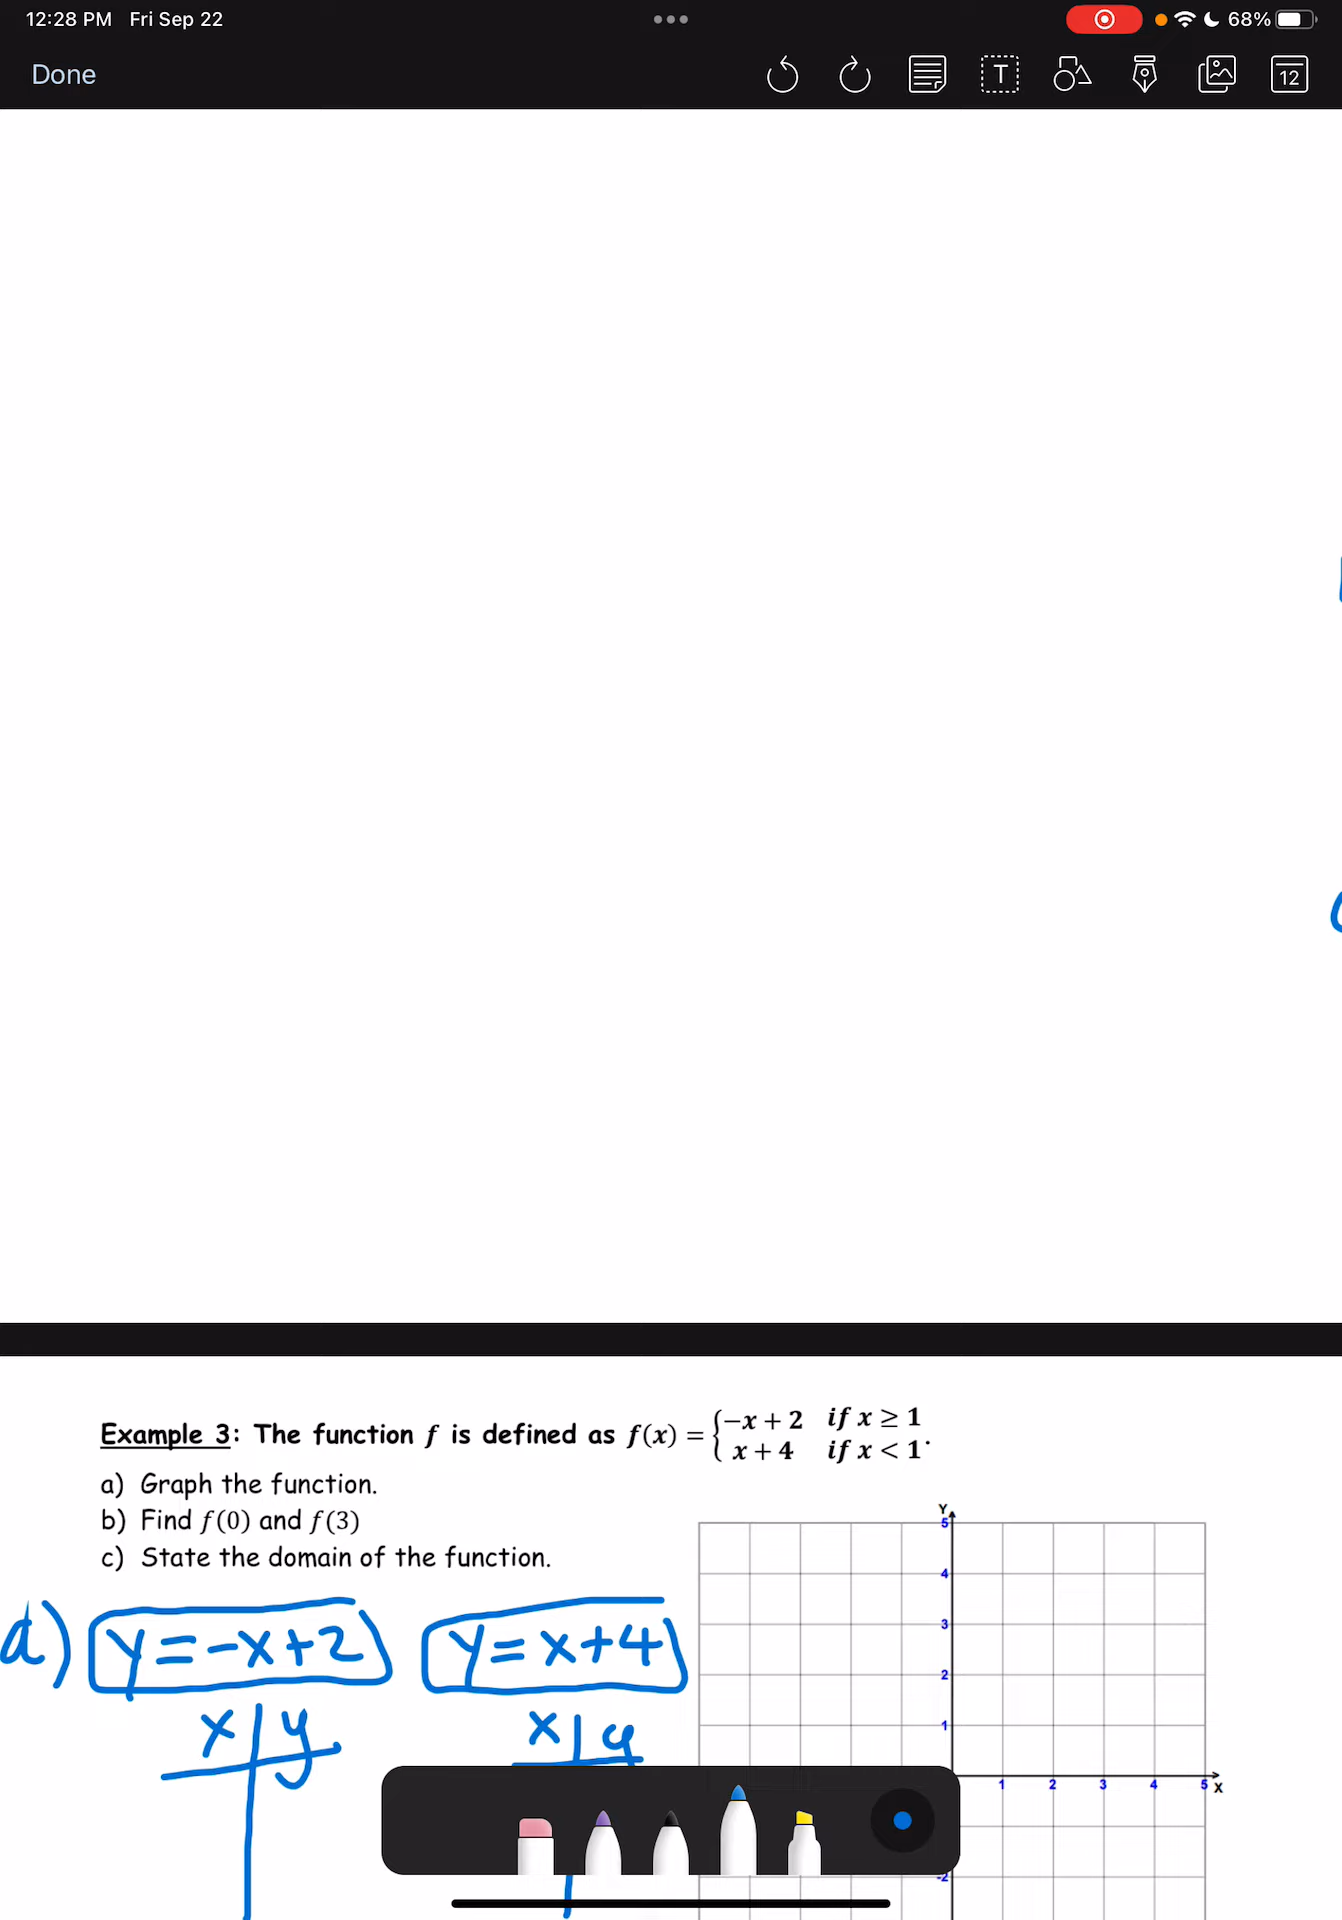 12:28 PM Fri Sep 22
68%
Done
T
12
Example 3: The function f is defined as f(x) = {−x + 2 if x ≥ 1
x + 4 if x < 1.
a) Graph the function.
b) Find f(0) and f(3)
c) State the domain of the function.
a) y=-x+2 y=x+4
x y x y
Y
5
4
3
2
1
1 2 3 4 5 X
-2